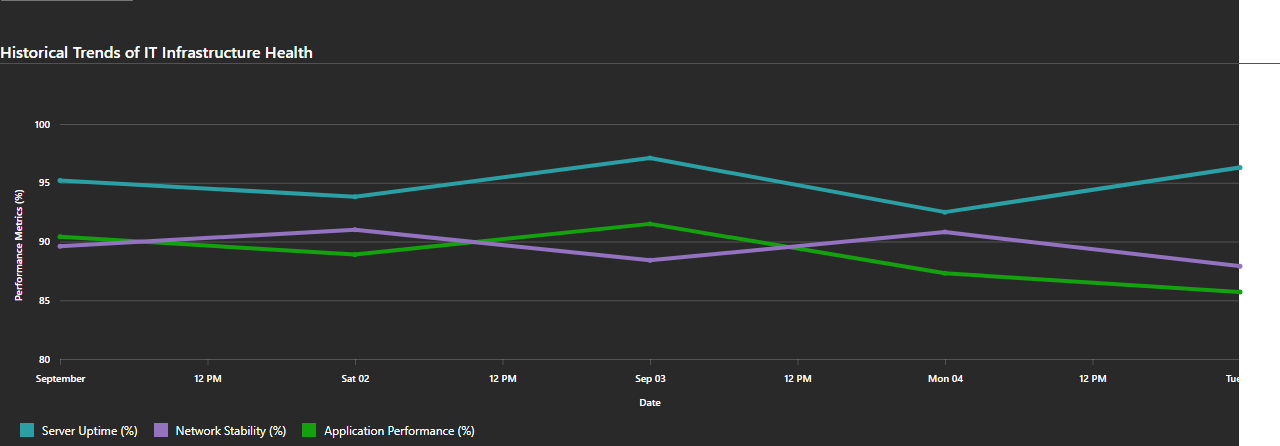 Historical Trends of IT Infrastructure Health
100
95
90
85
80
Performance Metrics (%)
September 12 PM Sat 02 12 PM Sep 03 12 PM Mon 04 12 PM Tue
Date
Server Uptime (%) Network Stability (%) Application Performance (%)